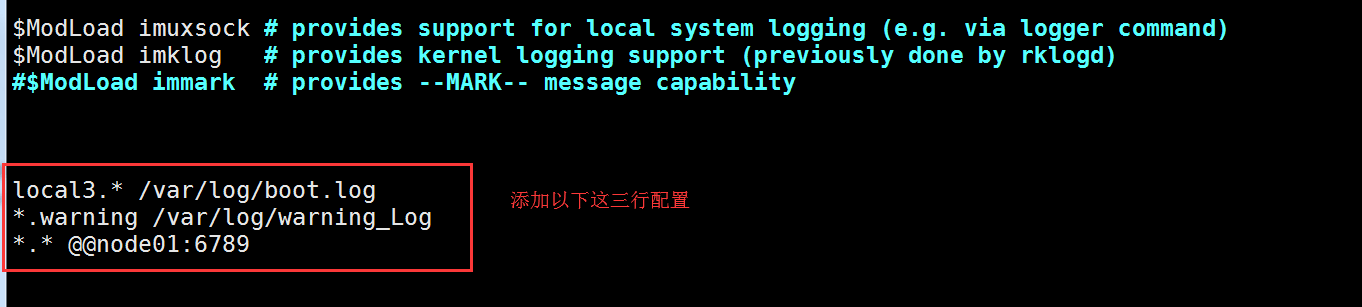 $ModLoad imuxsock # provides support for local system logging (e.g. via logger command)
$ModLoad imklog   # provides kernel logging support (previously done by rklogd)
#$ModLoad immark  # provides --MARK-- message capability
local3.* /var/log/boot.log
*.warning /var/log/warning_Log
*.* @@node01:6789
添加以下这三行配置